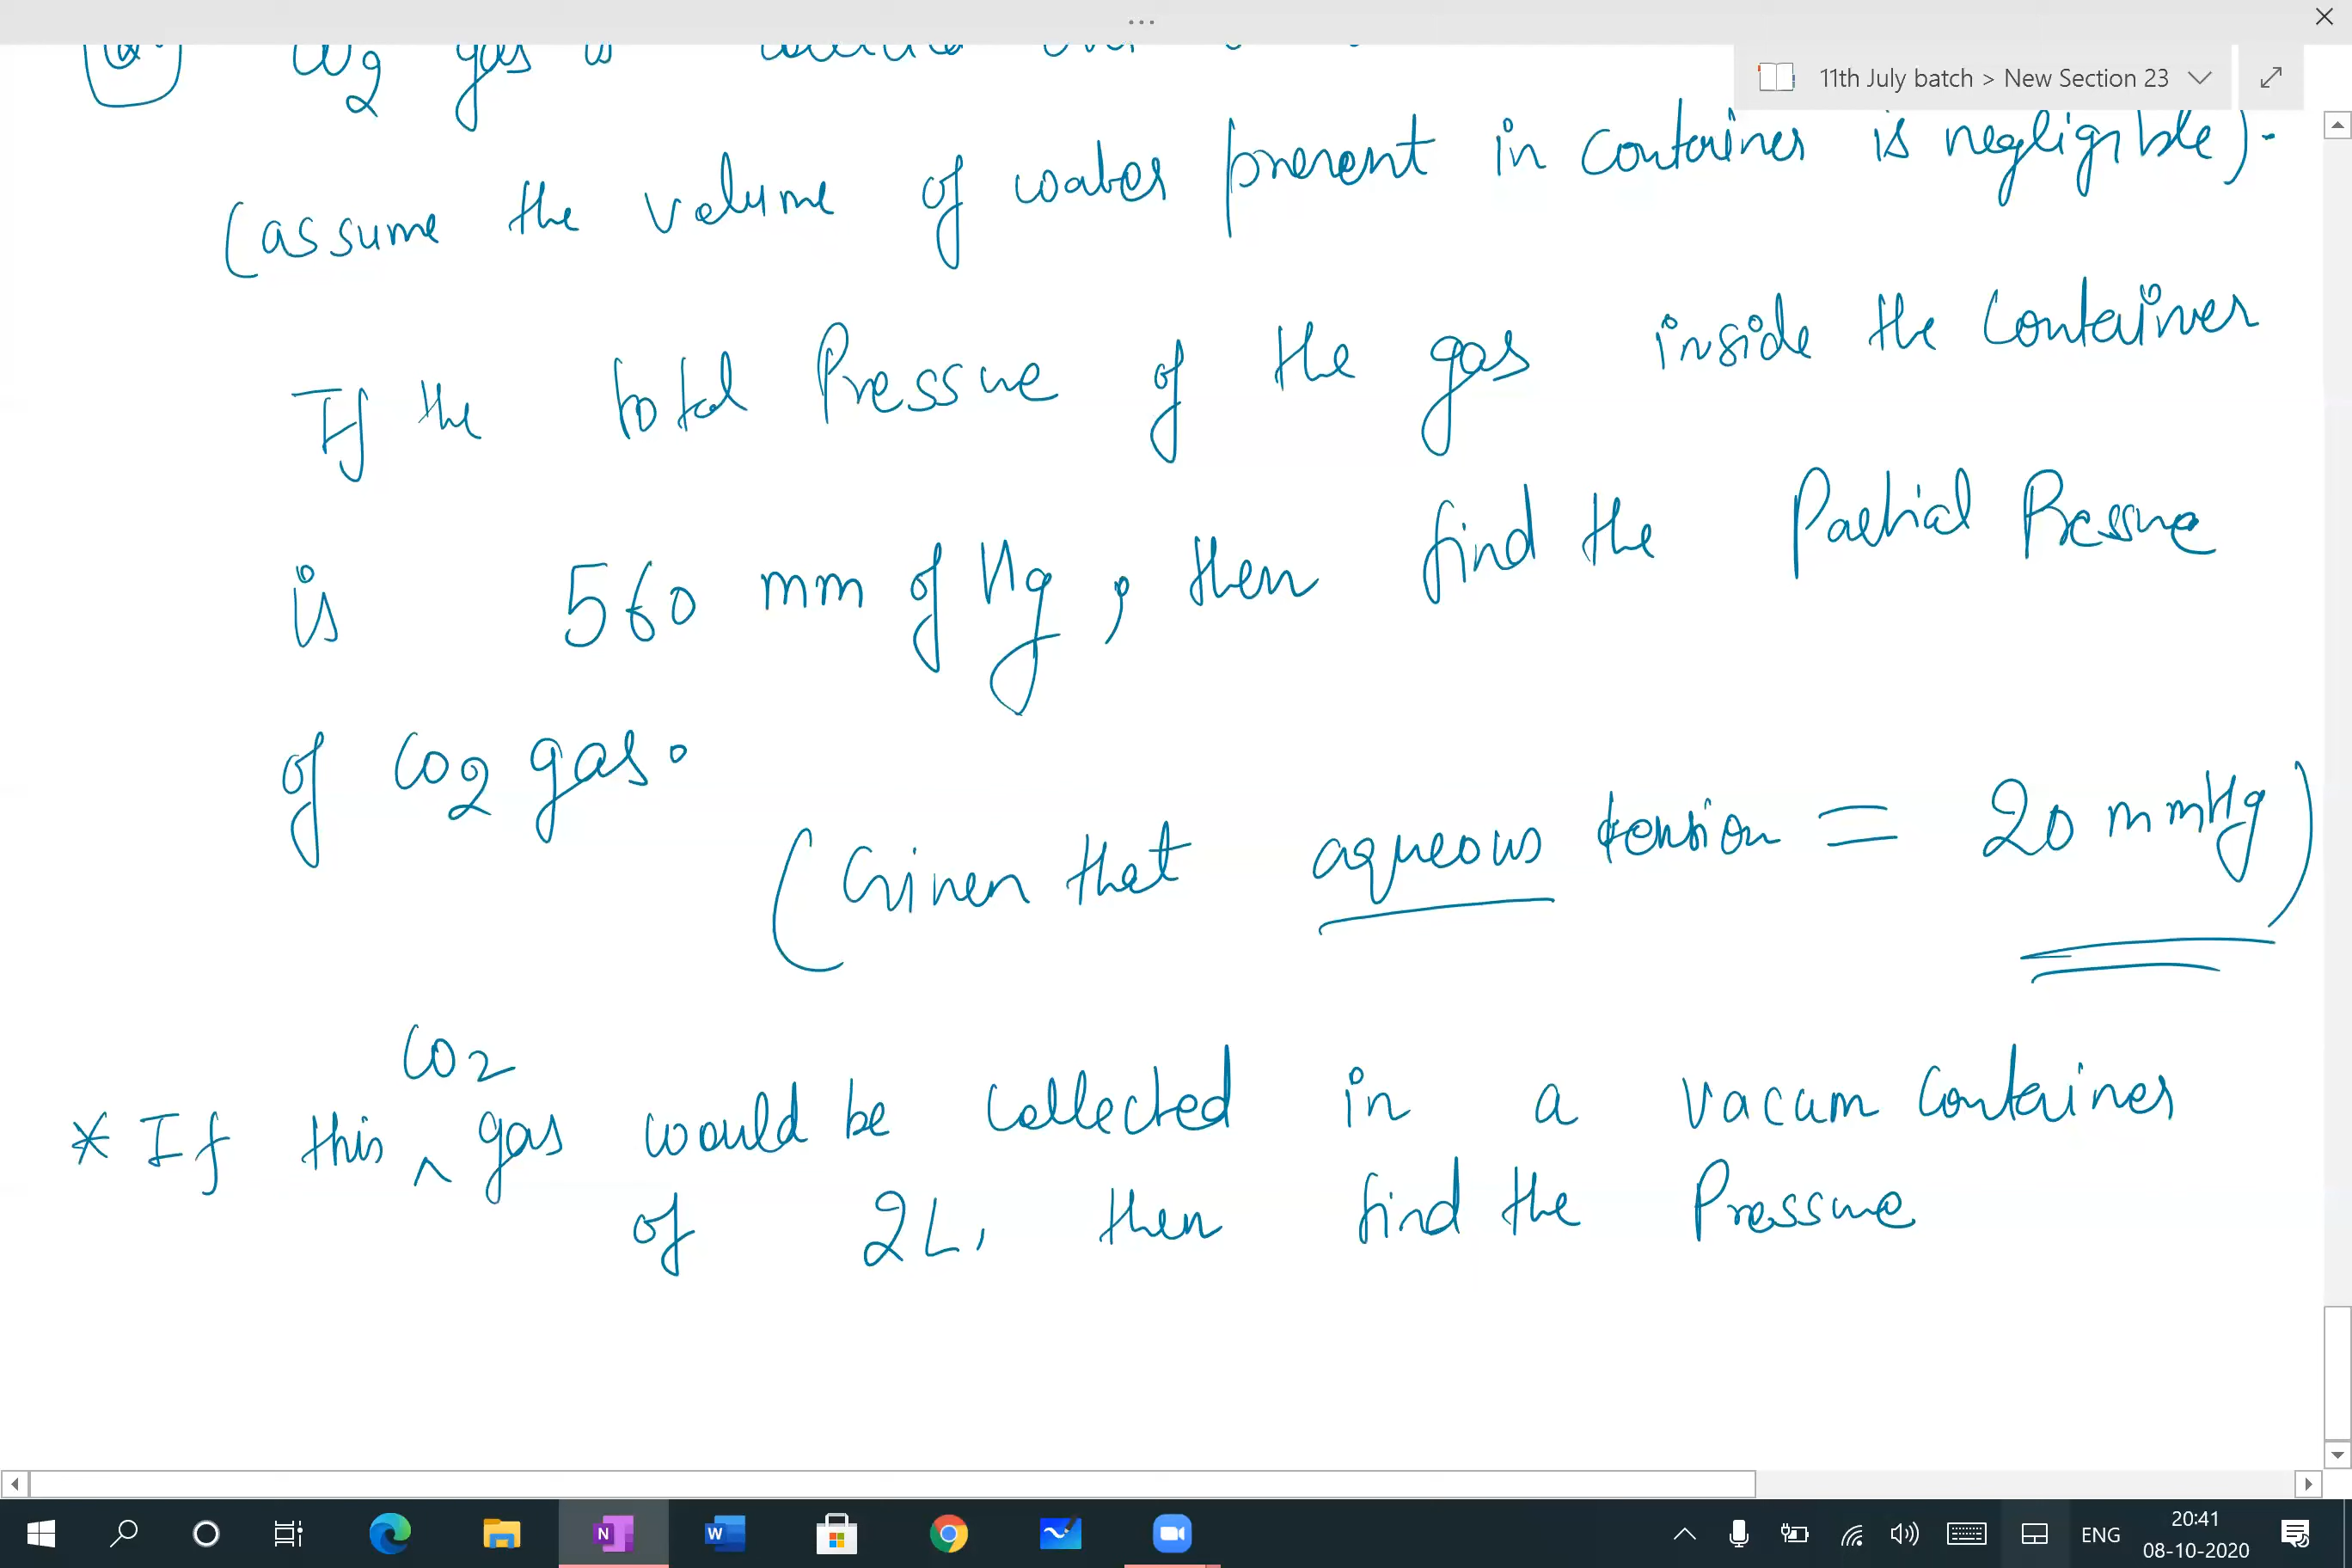 11th July batch > New Section 23
gas is
(assume the volume of water present in container is negligible).
If the total Pressure of the gas inside the container
is 560 mm of Hg, then find the Partial Pressure
of CO2 gas.
(Given that aqueous tension = 20 mmHg)
CO2
* If this ^ gas would be collected in a vacum container
of 2L, then find the Pressure
N
W
ENG
20:41
08-10-2020